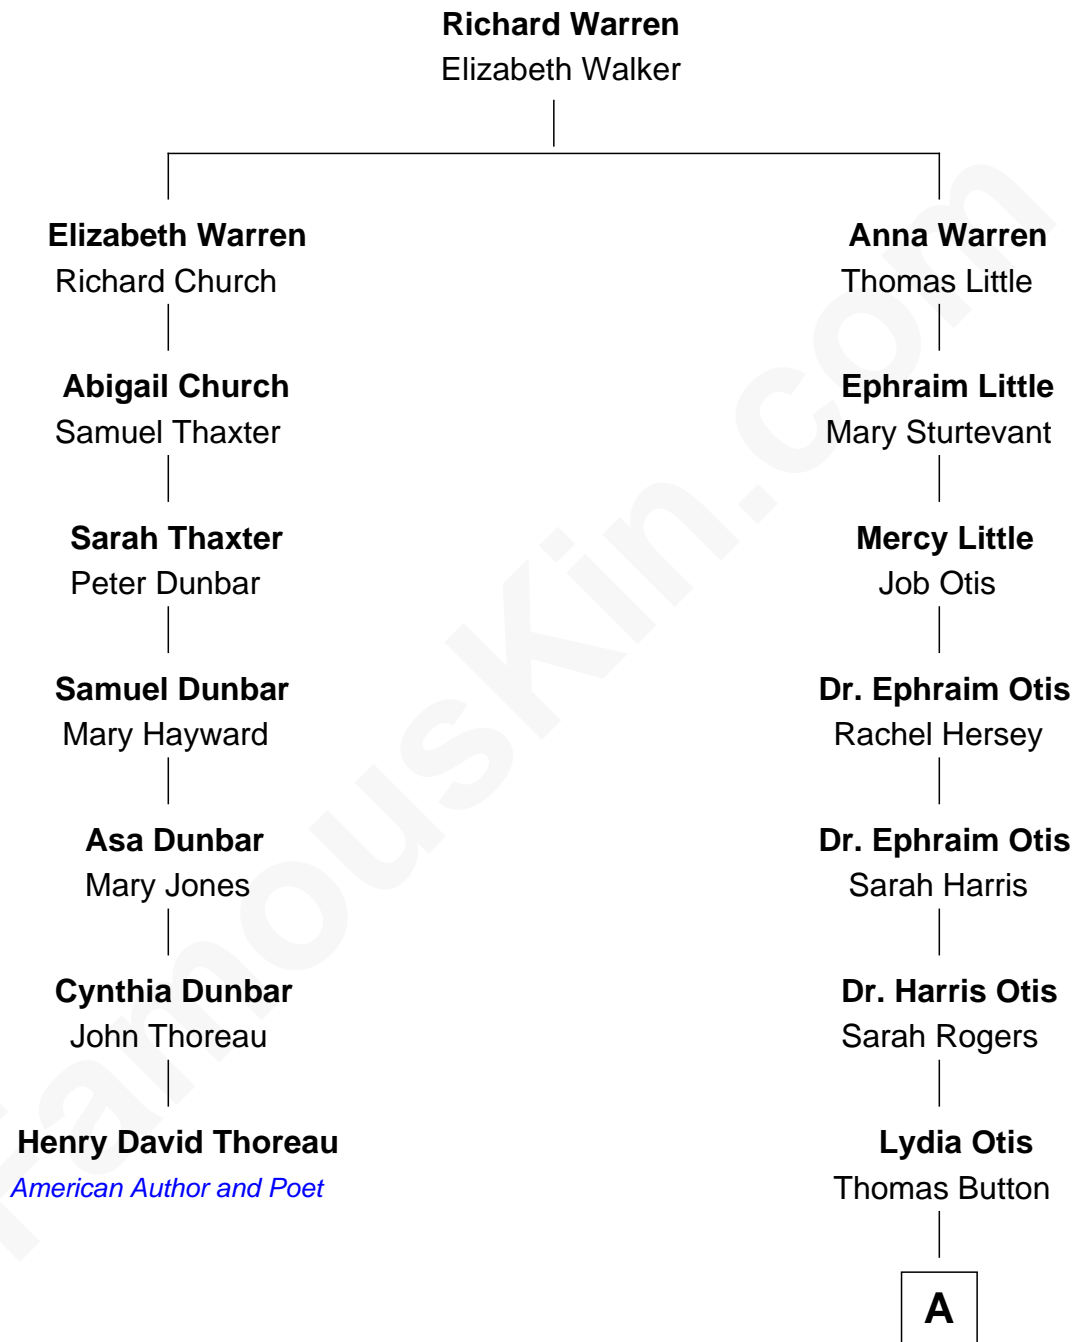 Richard Warren
Elizabeth Walker
Elizabeth Warren
Richard Church
Abigail Church
Samuel Thaxter
Sarah Thaxter
Peter Dunbar
Samuel Dunbar
Mary Hayward
Asa Dunbar
Mary Jones
Cynthia Dunbar
John Thoreau
Henry David Thoreau
American Author and Poet
Anna Warren
Thomas Little
Ephraim Little
Mary Sturtevant
Mercy Little
Job Otis
Dr. Ephraim Otis
Rachel Hersey
Dr. Ephraim Otis
Sarah Harris
Dr. Harris Otis
Sarah Rogers
Lydia Otis
Thomas Button
A
FamousKin.com